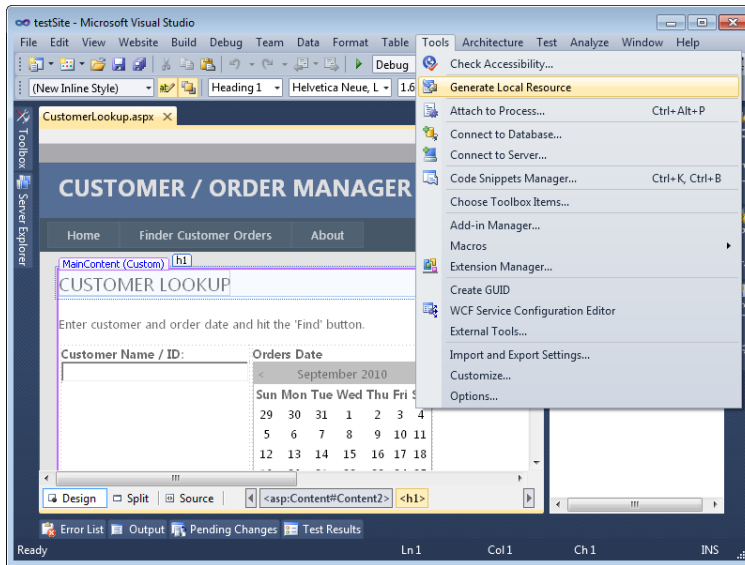 testSite - Microsoft Visual Studio
File Edit View Website Build Debug Team Data Format Table Tools Architecture Test Analyze Window Help
Debug
(New Inline Style) Heading 1 Helvetica Neue, L 1.6
Check Accessibility...
Generate Local Resource
Attach to Process... Ctrl+Alt+P
Connect to Database...
Connect to Server...
Code Snippets Manager... Ctrl+K, Ctrl+B
Choose Toolbox Items...
Add-in Manager...
Macros
Extension Manager...
Create GUID
WCF Service Configuration Editor
External Tools...
Import and Export Settings...
Customize...
Options...
Toolbox
Server Explorer
CustomerLookup.aspx
CUSTOMER / ORDER MANAGER
Home Finder Customer Orders About
MainContent (Custom) h1
CUSTOMER LOOKUP
Enter customer and order date and hit the 'Find' button.
Customer Name / ID: Orders Date
< September 2010
Sun Mon Tue Wed Thu Fri
29 30 31 1 2 3 4
5 6 7 8 9 10 11
12 13 14 15 16 17 18
Design Split Source <asp:Content#Content2> <h1>
Error List Output Pending Changes Test Results
Ready Ln 1 Col 1 Ch 1 INS